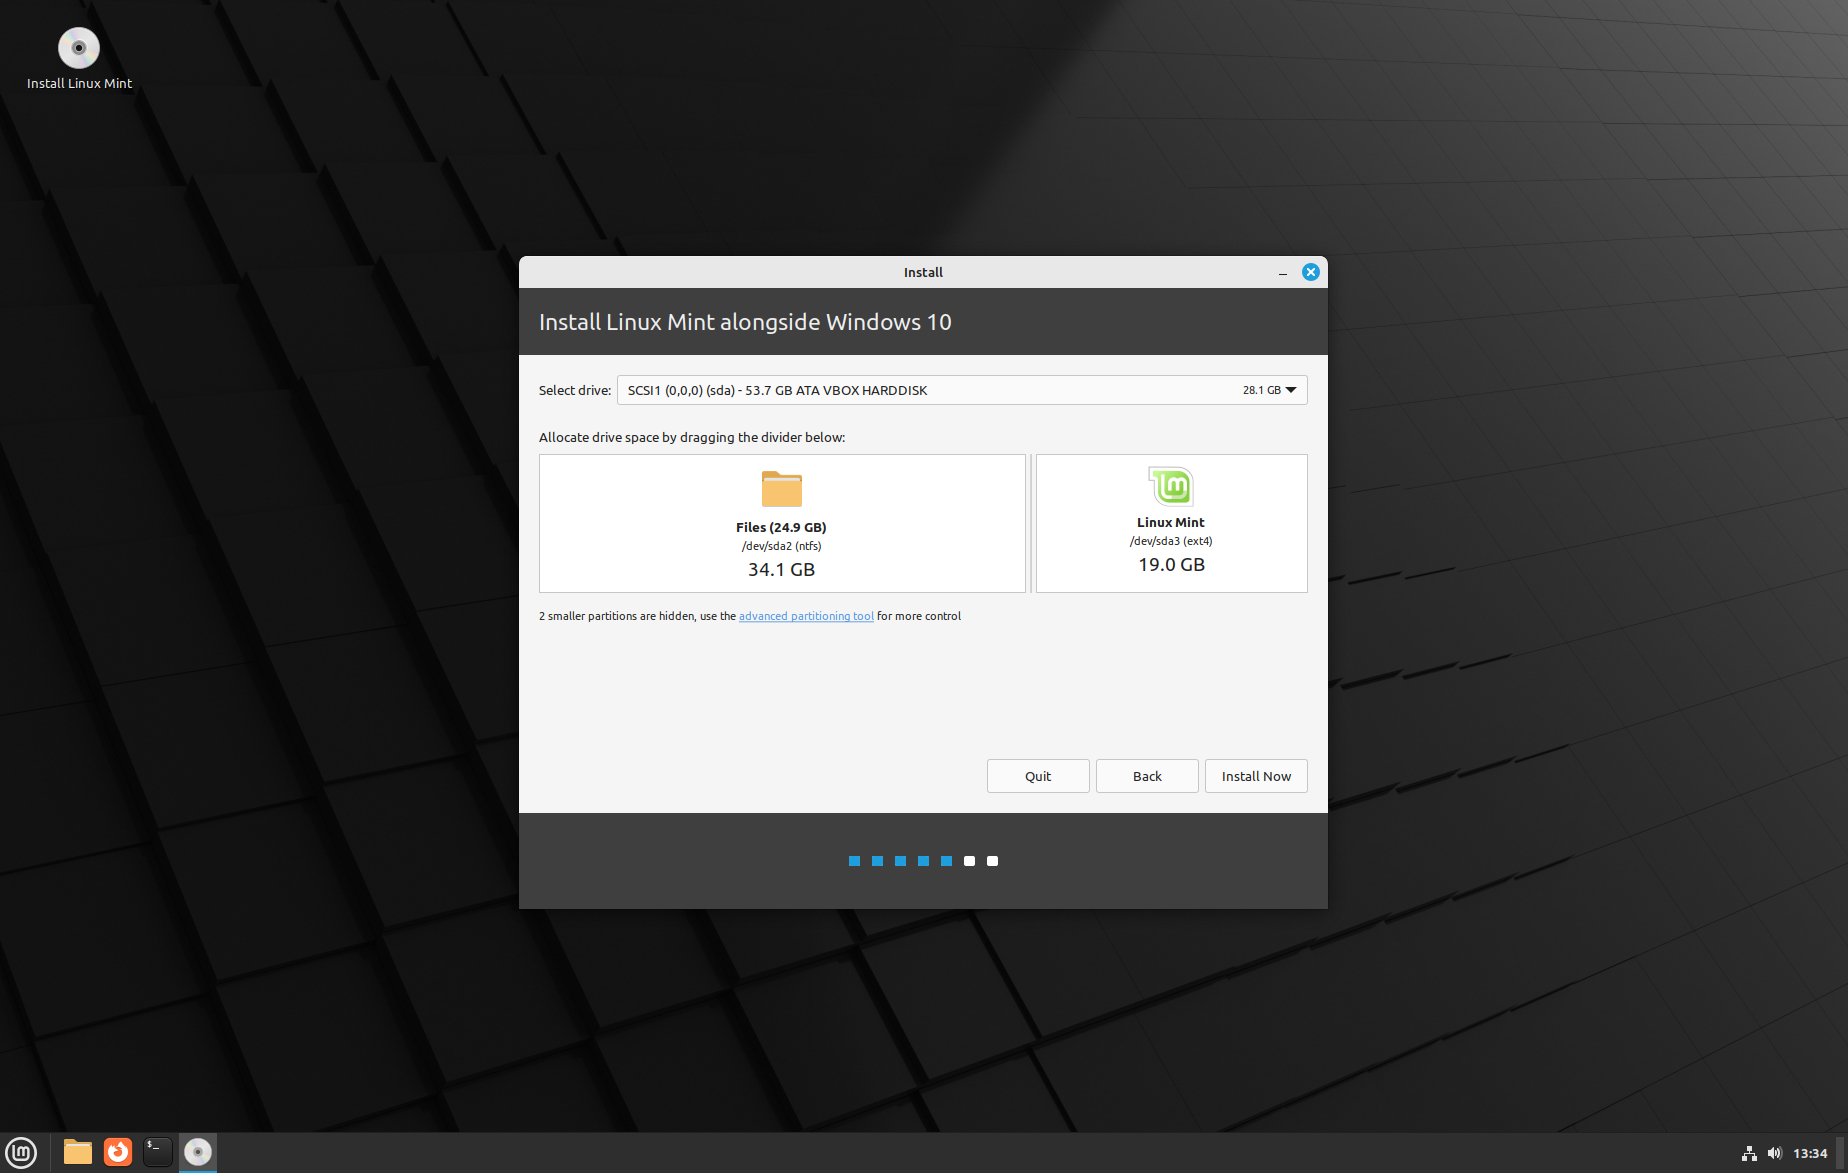 Install Linux Mint
Install
Install Linux Mint alongside Windows 10
Select drive: SCSI1 (0,0,0) (sda) - 53.7 GB ATA VBOX HARDDISK 28.1 GB
Allocate drive space by dragging the divider below:
Files (24.9 GB)
/dev/sda2 (ntfs)
34.1 GB
Linux Mint
/dev/sda3 (ext4)
19.0 GB
2 smaller partitions are hidden, use the advanced partitioning tool for more control
Quit Back Install Now
$_
13:34